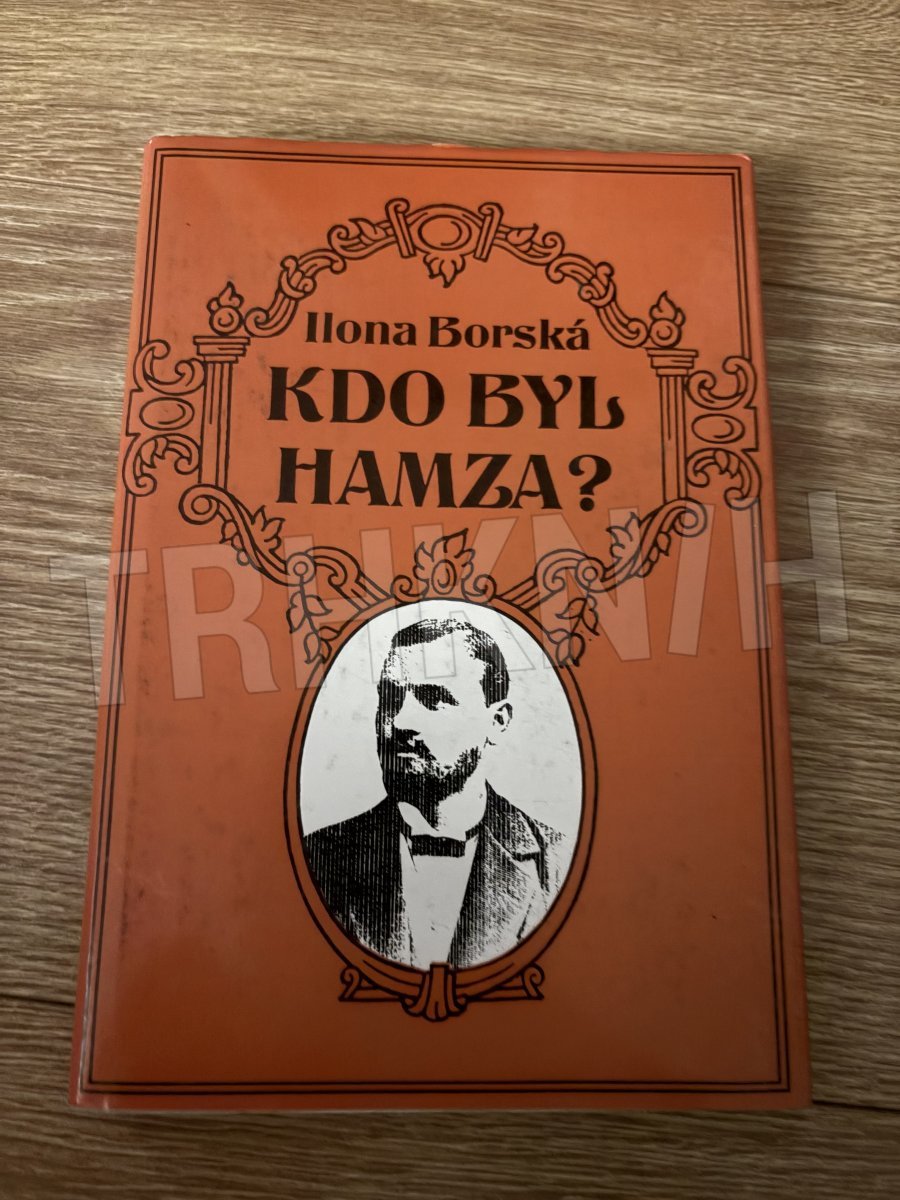 Ilona Borská
KDO BYL
HAMZA?
TRHKNIH